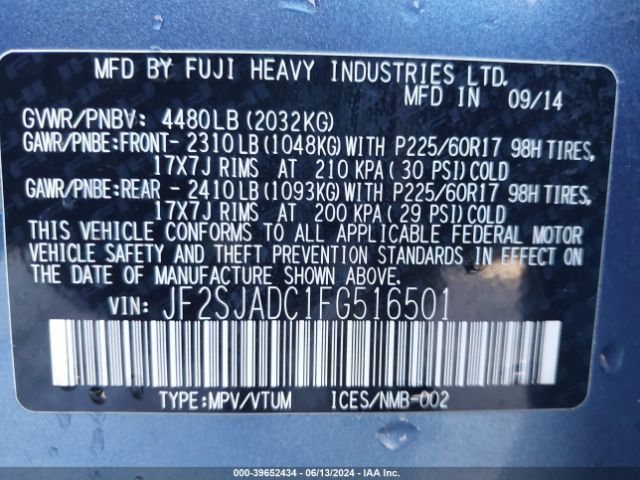 MFD BY FUJI HEAVY INDUSTRIES LTD.
MFD IN 09/14
GVWR/PNBV: 4480LB (2032KG)
GAWR/PNBE:FRONT- 2310LB (1048KG) WITH P225/60R17 98H TIRES,
17X7J RIMS AT 210 KPA ( 30 PSI) COLD
GAWR/PNBE:REAR - 2410LB (1093KG) WITH P225/60R17 98H TIRES,
17X7J RIMS AT 200 KPA ( 29 PSI) COLD
THIS VEHICLE CONFORMS TO ALL APPLICABLE FEDERAL MOTOR
VEHICLE SAFETY AND THEFT PREVENTION STANDARDS IN EFFECT ON
THE DATE OF MANUFACTURE SHOWN ABOVE.
VIN: JF2SJADC1FG516501
TYPE:MPV/VTUM ICES/NMB-002
000-39652434 - 06/13/2024 - IAA Inc.